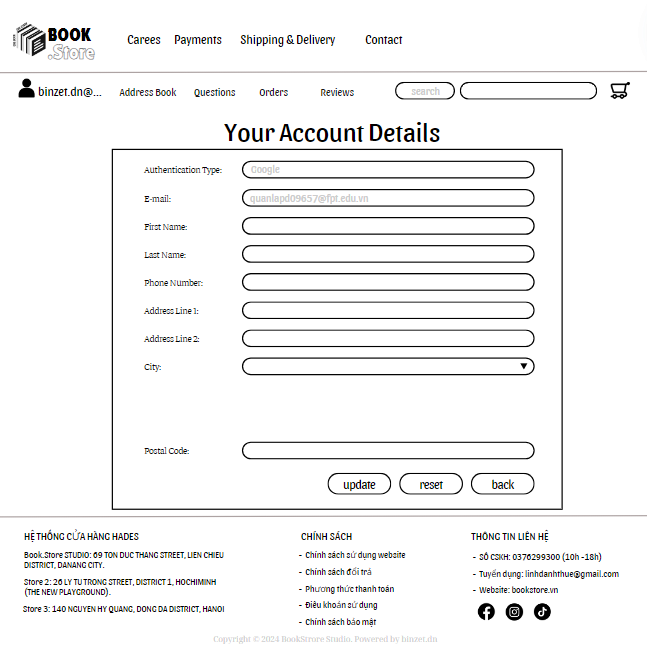 BOOK
.Store
Carees Payments Shipping & Delivery Contact
binzet.dn@... Address Book Questions Orders Reviews search
Your Account Details
Authentication Type: Google
E-mail: quanlapd09657@fpt.edu.vn
First Name:
Last Name:
Phone Number:
Address Line 1:
Address Line 2:
City:
Postal Code:
update reset back
HỆ THỐNG CỬA HÀNG HADES
Book.Store STUDIO: 69 TON DUC THANG STREET, LIEN CHIEU
DISTRICT, DANANG CITY.
Store 2: 26 LY TU TRONG STREET, DISTRICT 1, HOCHIMINH
(THE NEW PLAYGROUND).
Store 3: 140 NGUYEN HY QUANG, DONG DA DISTRICT, HANOI
CHÍNH SÁCH
- Chính sách sử dụng website
- Chính sách đổi trả
- Phương thức thanh toán
- Điều khoản sử dụng
- Chính sách bảo mật
THÔNG TIN LIÊN HỆ
- SỐ CSKH: 0376299300 (10h -18h)
- Tuyển dụng: linhdanhthue@gmail.com
- Website: bookstore.vn
Copyright © 2024 BookStrore Studio. Powered by binzet.dn